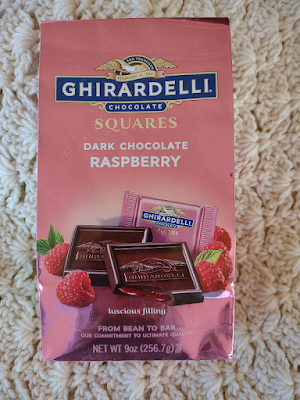 GHIRARDELLI
CHOCOLATE
SQUARES
DARK CHOCOLATE
RASPBERRY
GHIRARDELLI
GHIRARDELLI
luscious filling
FROM BEAN TO BAR...
OUR COMMITMENT TO ULTIMATE QUALITY
NET WT 9oz (256.7g)